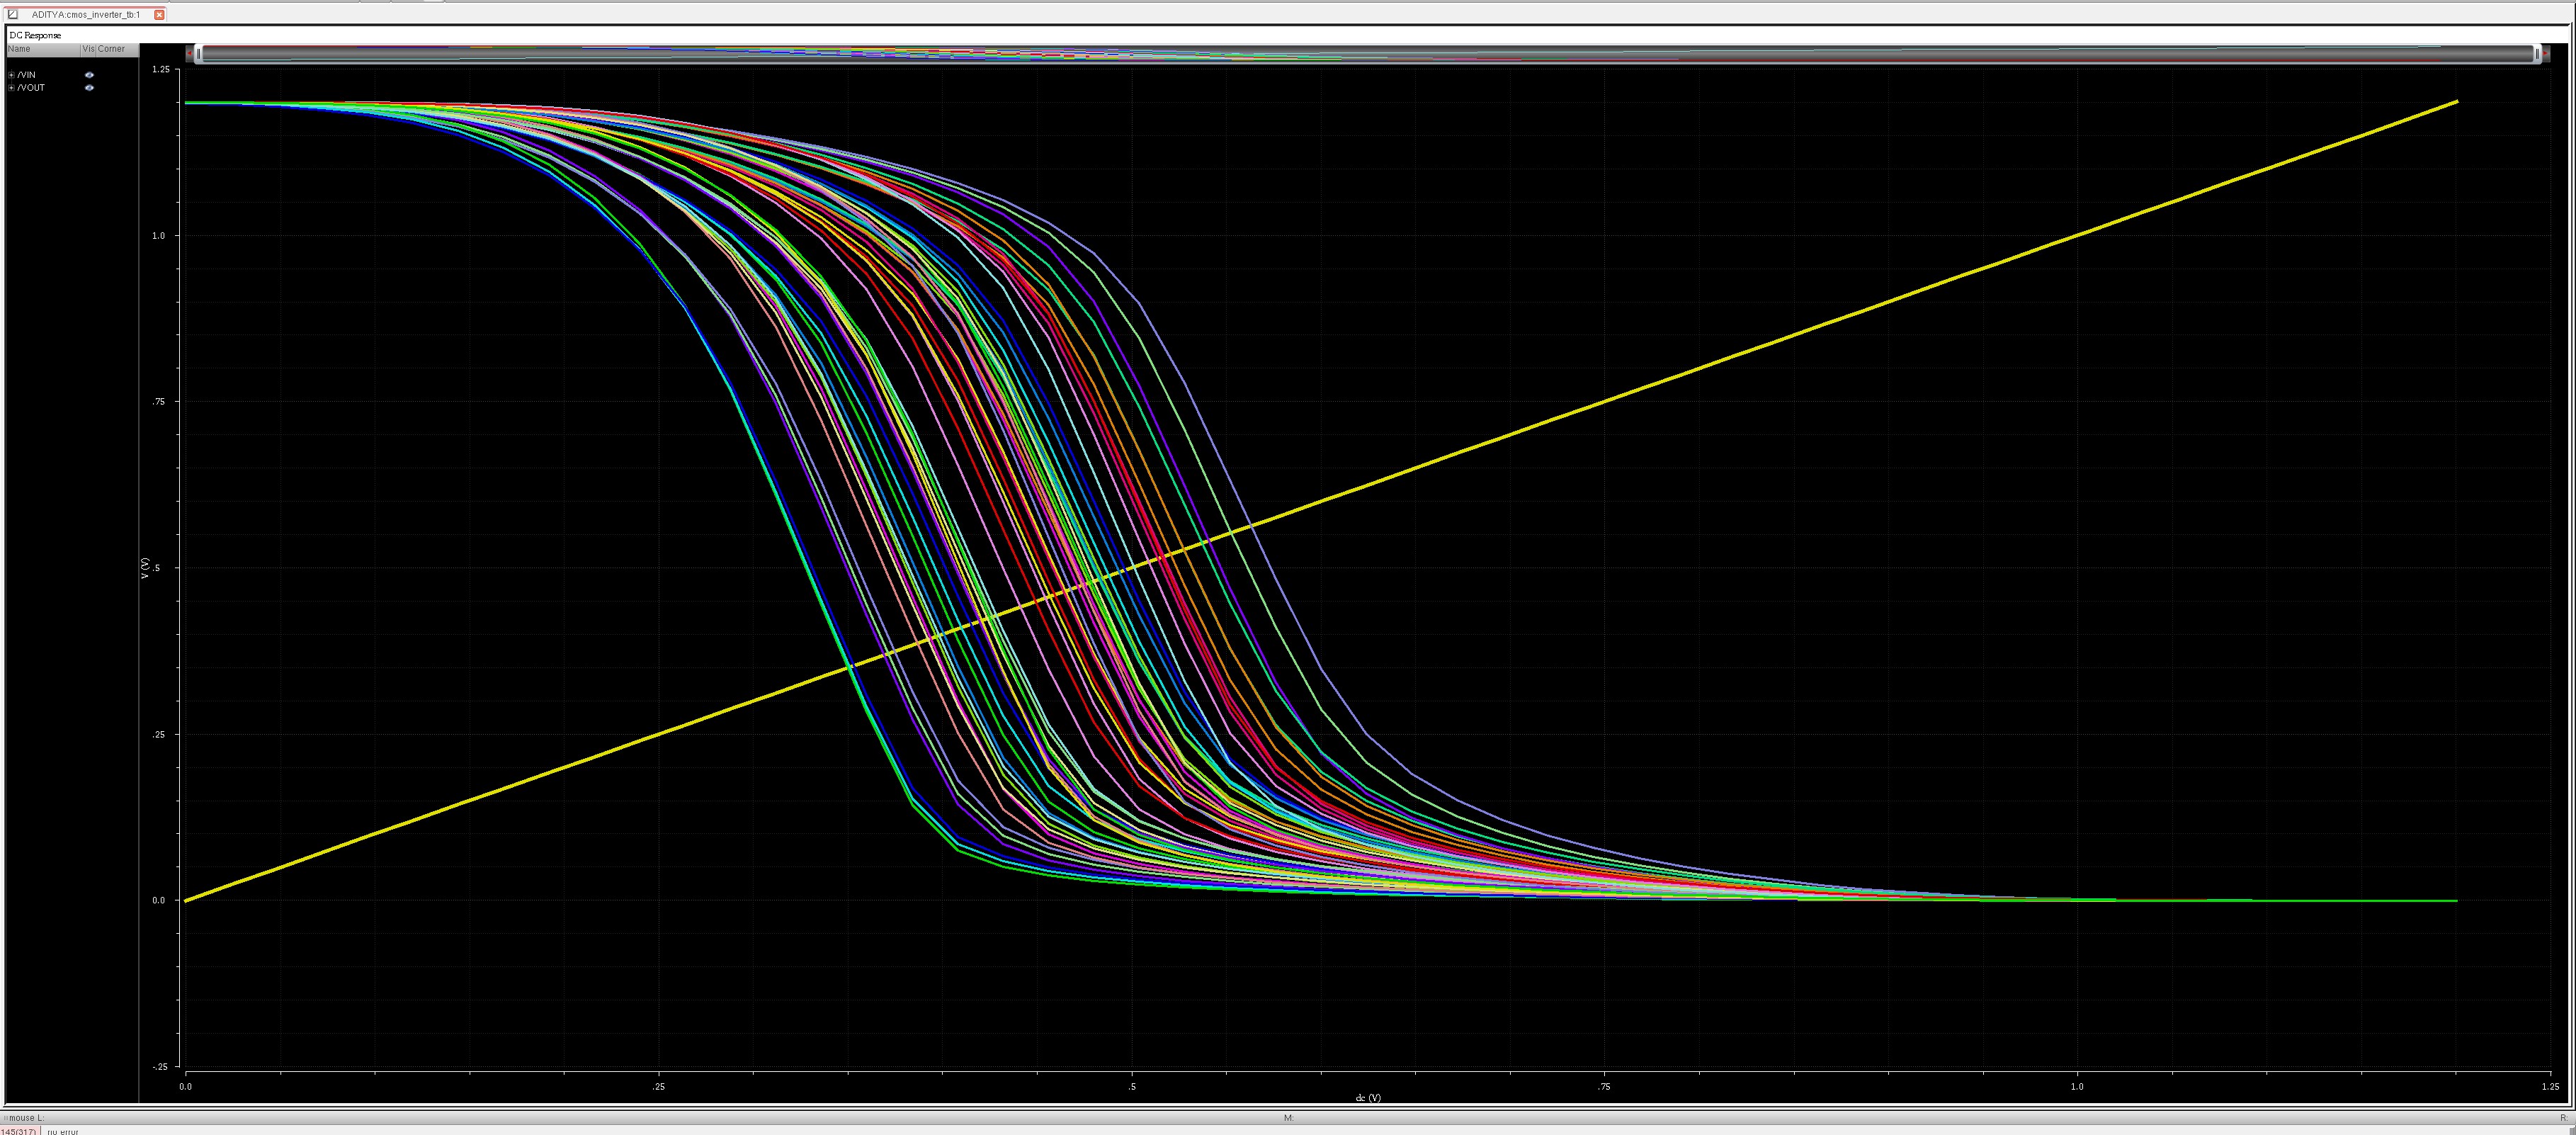 ADITYA:cmos_inverter_tb:1
DC Response
Name Vis Corner
/VIN
/VOUT
1.25
1.0
.75
V (V)
.5
.25
0.0
-.25
0.0 .25 .5 .75 1.0 1.25
dc (V)
mouse L: M: R:
145(317) no error